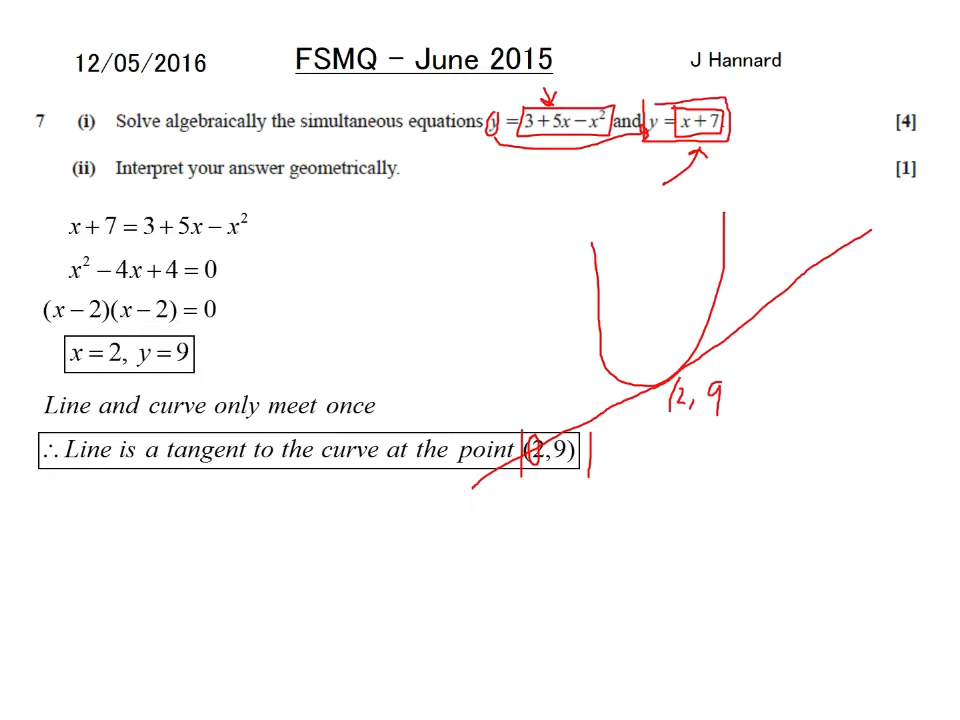 12/05/2016 FSMQ – June 2015 J Hannard
7 (i) Solve algebraically the simultaneous equations y = 3 + 5x − x² and y = x + 7. [4]
(ii) Interpret your answer geometrically. [1]
x + 7 = 3 + 5x − x²
x² − 4x + 4 = 0
(x − 2)(x − 2) = 0
x = 2, y = 9
2, 9
Line and curve only meet once
∴ Line is a tangent to the curve at the point (2,9)